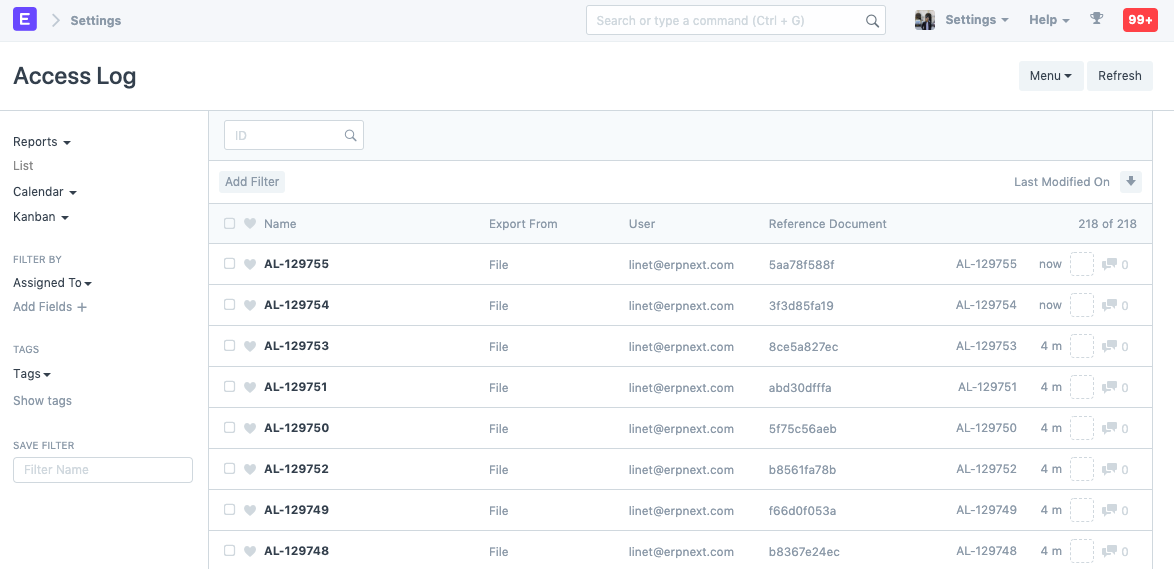 E Settings Search or type a command (Ctrl + G) Settings Help 99+
Access Log Menu Refresh
Reports
List
Calendar
Kanban
FILTER BY
Assigned To
Add Fields +
TAGS
Tags
Show tags
SAVE FILTER
Filter Name
ID
Add Filter Last Modified On
Name Export From User Reference Document 218 of 218
AL-129755 File linet@erpnext.com 5aa78f588f AL-129755 now 0
AL-129754 File linet@erpnext.com 3f3d85fa19 AL-129754 now 0
AL-129753 File linet@erpnext.com 8ce5a827ec AL-129753 4 m 0
AL-129751 File linet@erpnext.com abd30dfffa AL-129751 4 m 0
AL-129750 File linet@erpnext.com 5f75c56aeb AL-129750 4 m 0
AL-129752 File linet@erpnext.com b8561fa78b AL-129752 4 m 0
AL-129749 File linet@erpnext.com f66d0f053a AL-129749 4 m 0
AL-129748 File linet@erpnext.com b8367e24ec AL-129748 4 m 0